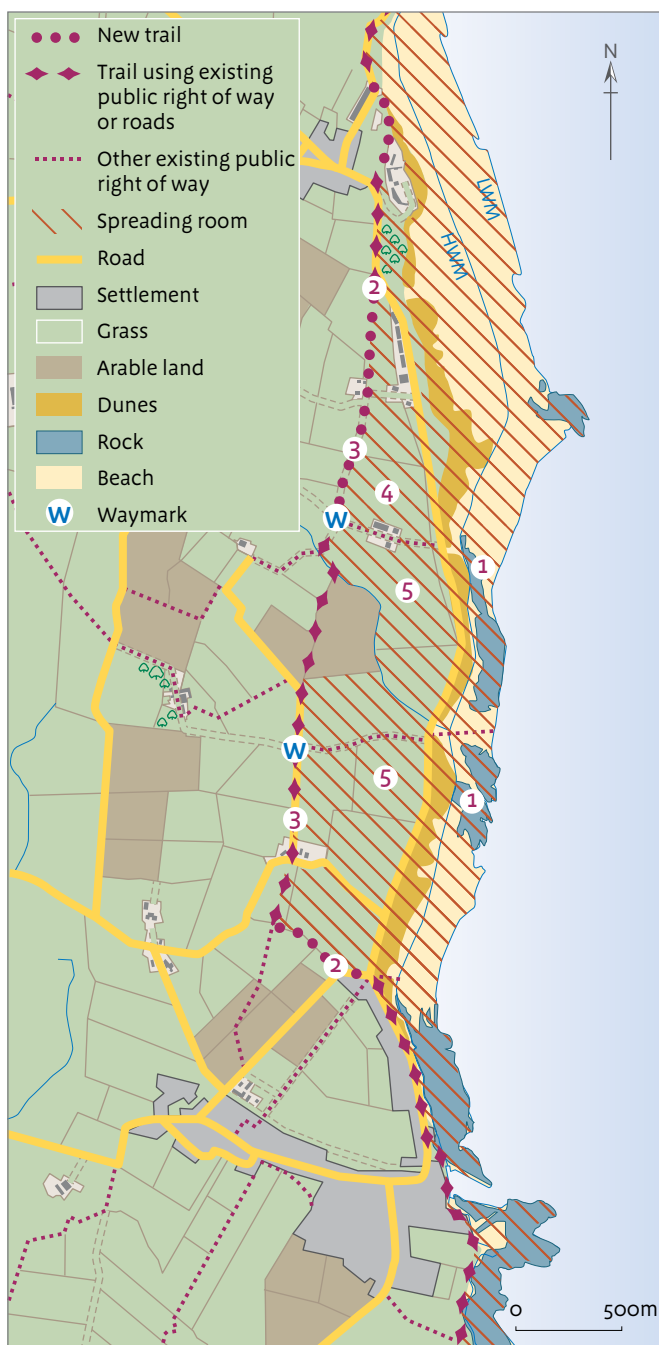 New trail
Trail using existing
public right of way
or roads
Other existing public
right of way
Spreading room
Road
Settlement
Grass
Arable land
Dunes
Rock
Beach
W Waymark
N
LWM
HWM
2
3
4
W
1
5
W
5
1
3
2
0 500m